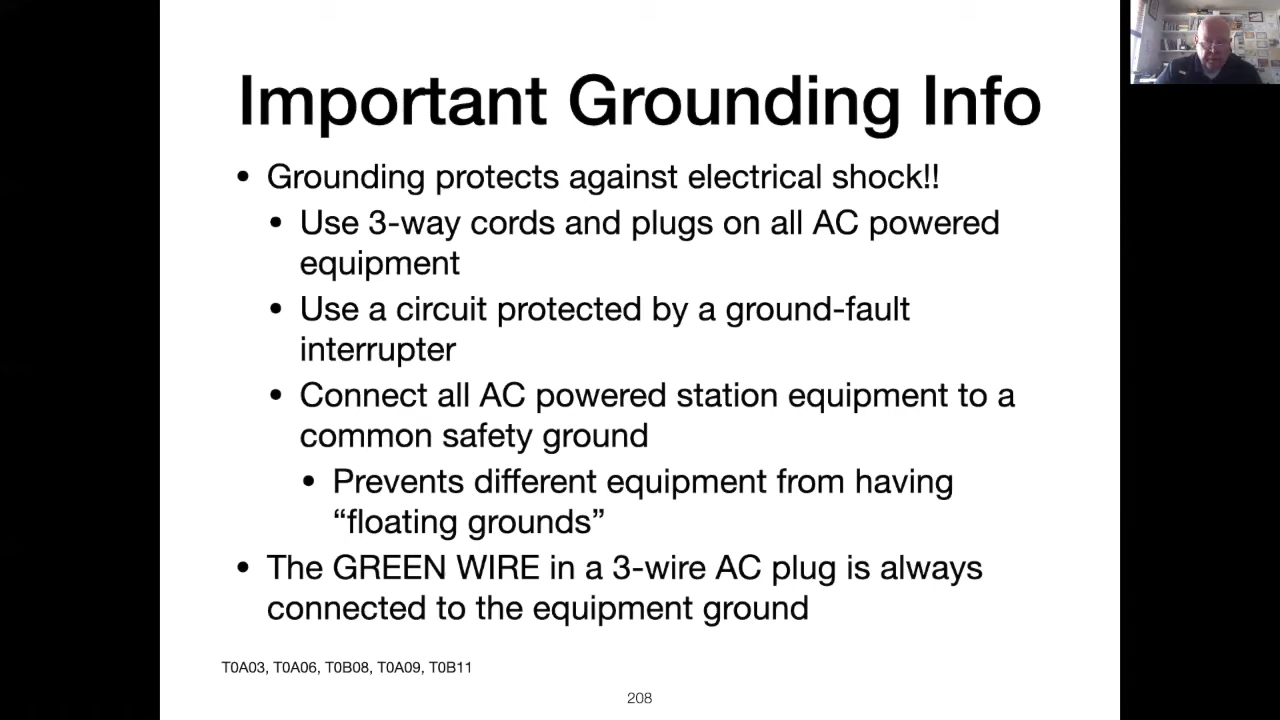 Important Grounding Info
• Grounding protects against electrical shock!!
• Use 3-way cords and plugs on all AC powered
equipment
• Use a circuit protected by a ground-fault
interrupter
• Connect all AC powered station equipment to a
common safety ground
• Prevents different equipment from having
“floating grounds”
• The GREEN WIRE in a 3-wire AC plug is always
connected to the equipment ground
T0A03, T0A06, T0B08, T0A09, T0B11
208